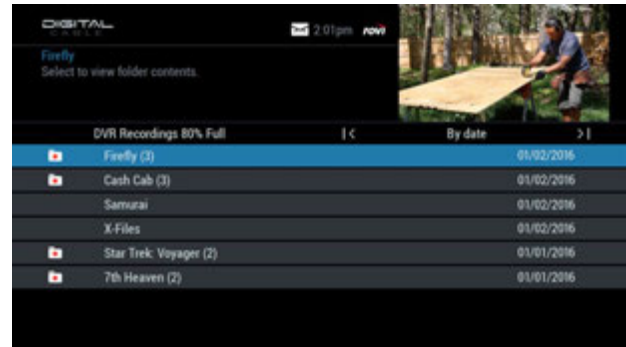 DIGITAL
CABLE
2:01pm rovi
Firefly
Select to view folder contents.
DVR Recordings 80% Full |< By date >|
Firefly (3) 01/02/2016
Cash Cab (3) 01/02/2016
Samurai 01/02/2016
X-Files 01/02/2016
Star Trek: Voyager (2) 01/01/2016
7th Heaven (2) 01/01/2016